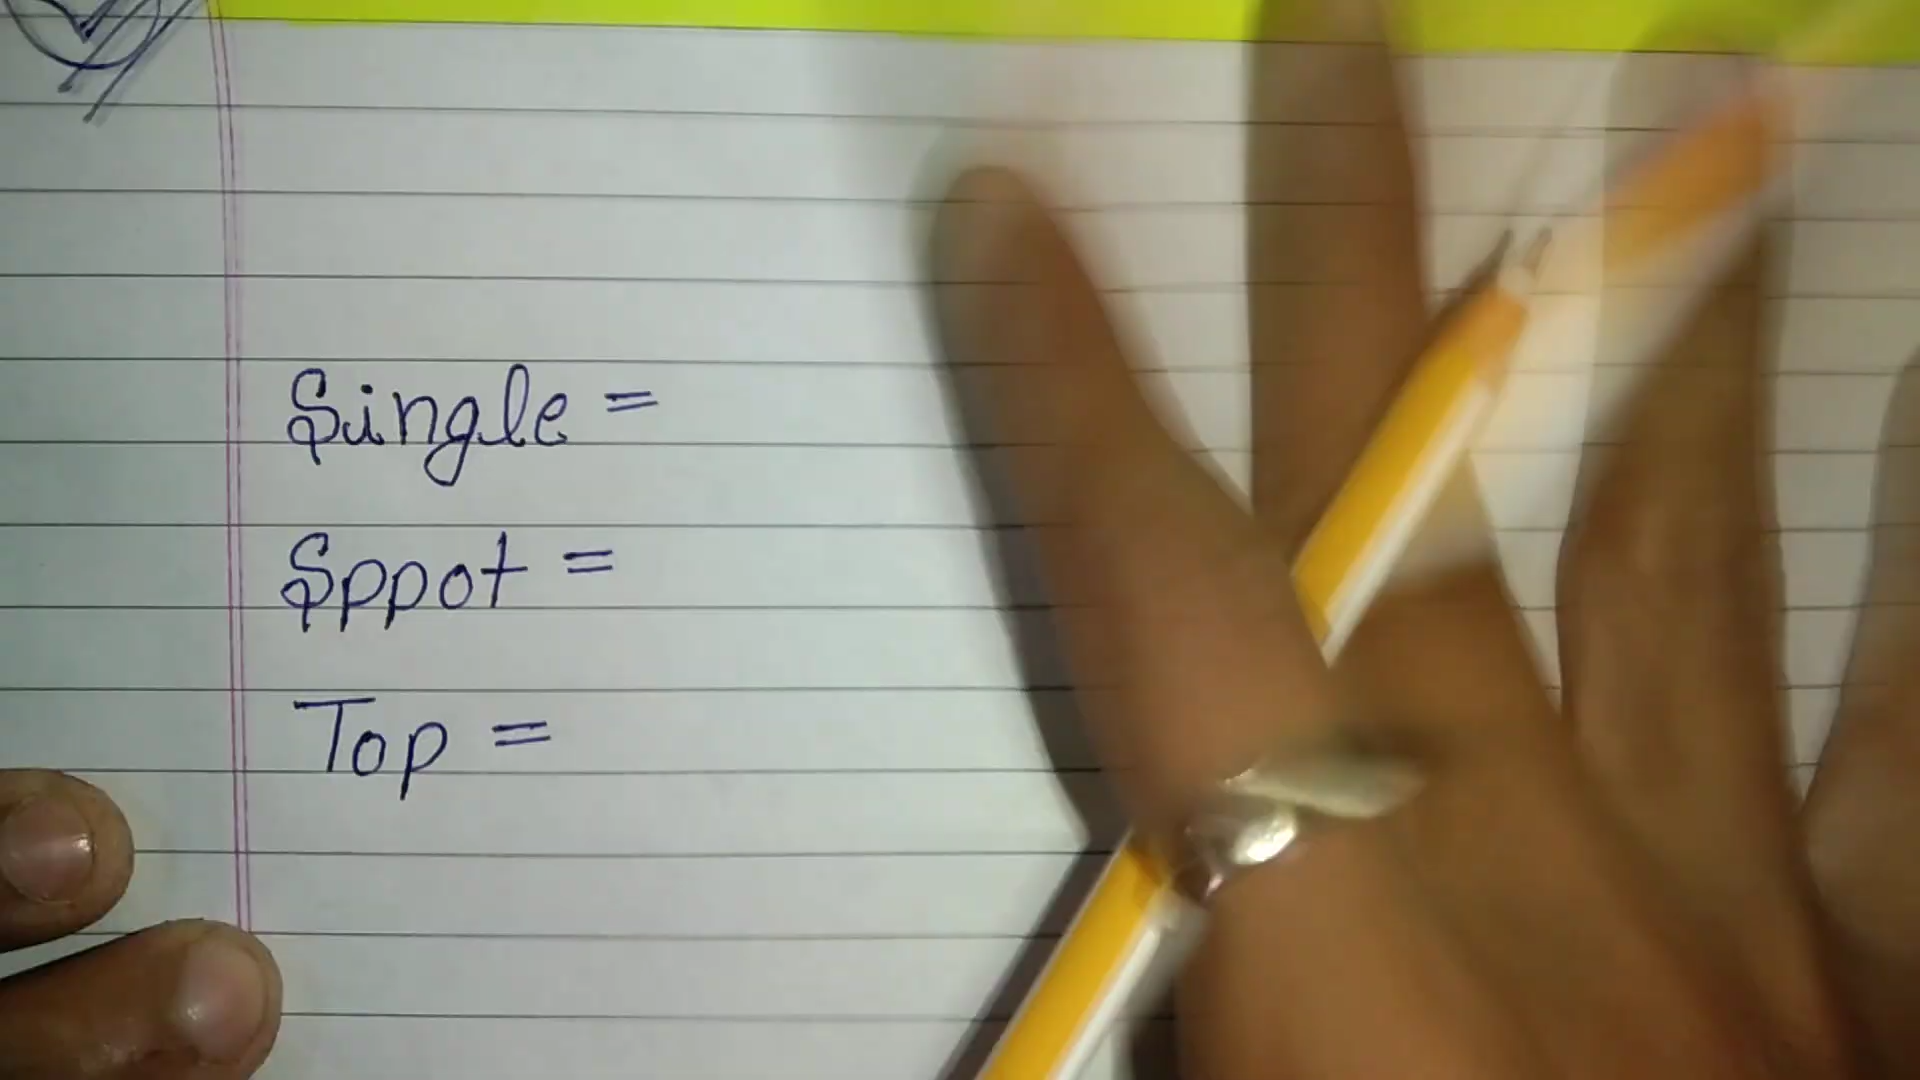 Single =
Sppot =
Top =